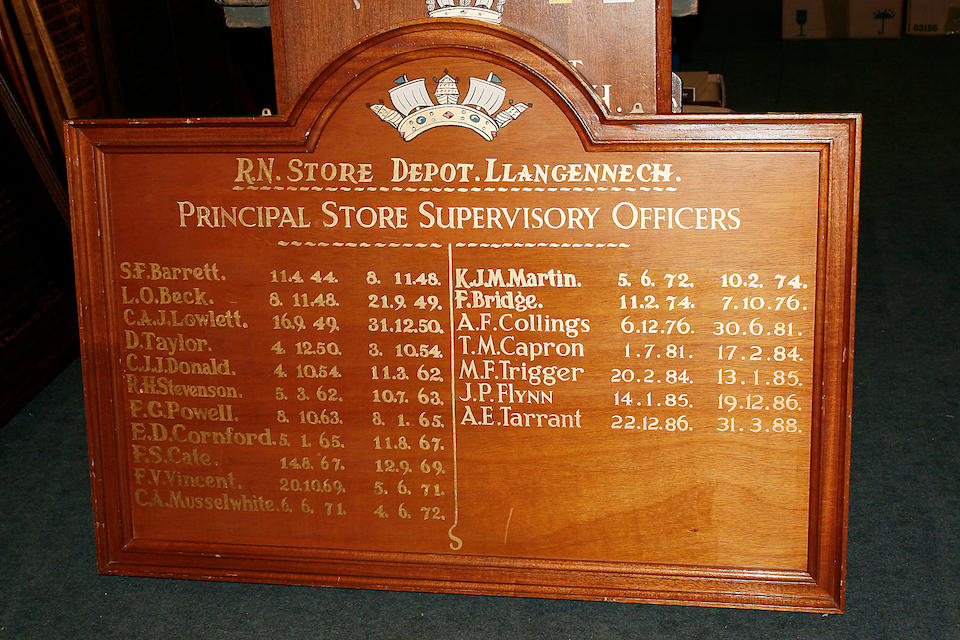 R.N. STORE DEPOT. LLANGENNECH.
PRINCIPAL STORE SUPERVISORY OFFICERS
S.F. Barrett. 11.4.44. 8.11.48.
L.O. Beck. 8.11.48. 21.9.49.
C.A.J. Lowlett. 16.9.49. 31.12.50.
D. Taylor. 4.12.50. 3.10.54.
C.J.J. Donald. 4.10.54. 11.3.62.
R.H. Stevenson. 5.3.62. 10.7.63.
F.G. Powell. 8.10.63. 8.1.65.
E.D. Cornford. 5.1.65. 11.8.67.
F.S. Cate. 14.8.67. 12.9.69.
F.V. Vincent. 20.10.69. 5.6.71.
C.A. Musselwhite. 6.6.71. 4.6.72.
K.J.M. Martin. 5.6.72. 10.2.74.
F. Bridge. 11.2.74. 7.10.76.
A.F. Collings 6.12.76. 30.6.81.
T.M. Capron 1.7.81. 17.2.84.
M.F. Trigger 20.2.84. 13.1.85.
J.P. Flynn 14.1.85. 19.12.86.
A.E. Tarrant 22.12.86. 31.3.88.
H.
03156